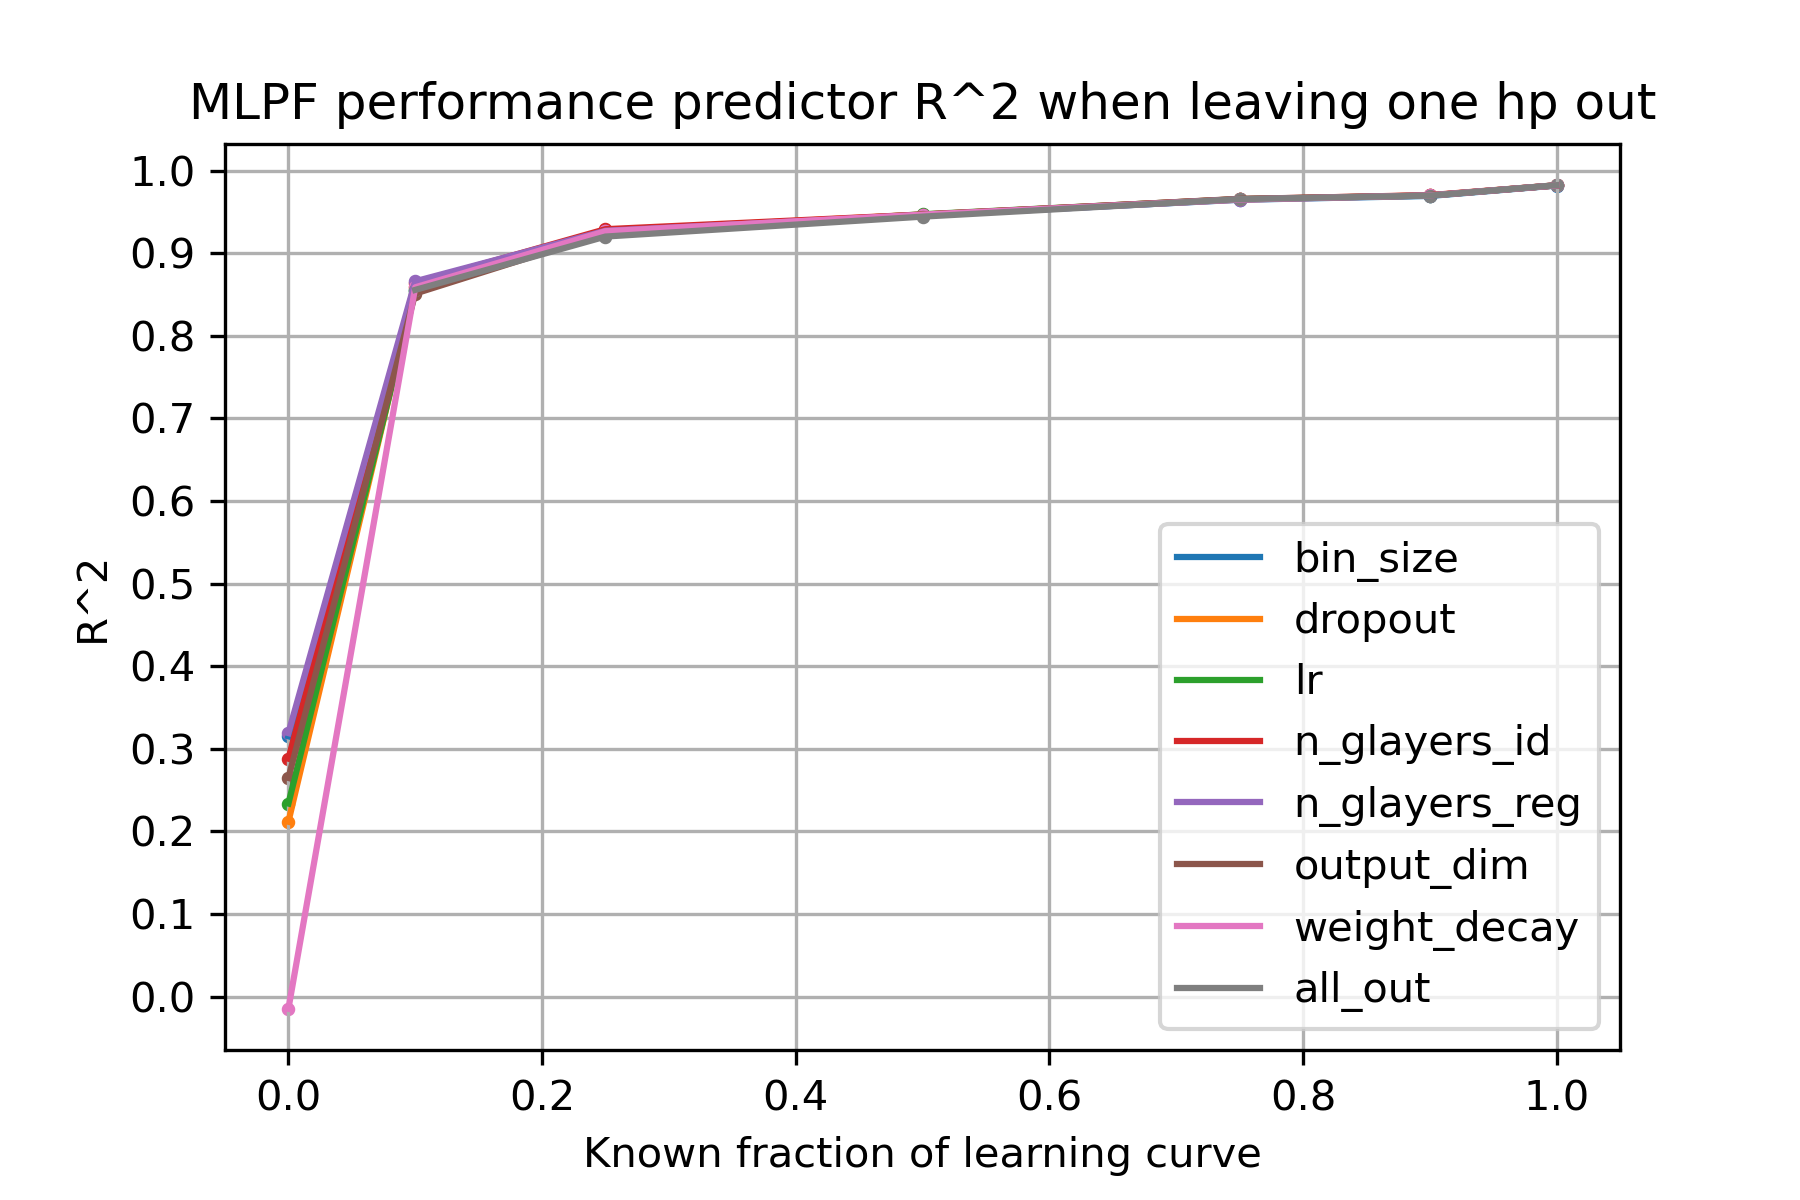 MLPF performance predictor R^2 when leaving one hp out
1.0
0.9
0.8
0.7
0.6
0.5
0.4
0.3
0.2
0.1
0.0
R^2
bin_size
dropout
lr
n_glayers_id
n_glayers_reg
output_dim
weight_decay
all_out
0.0 0.2 0.4 0.6 0.8 1.0
Known fraction of learning curve